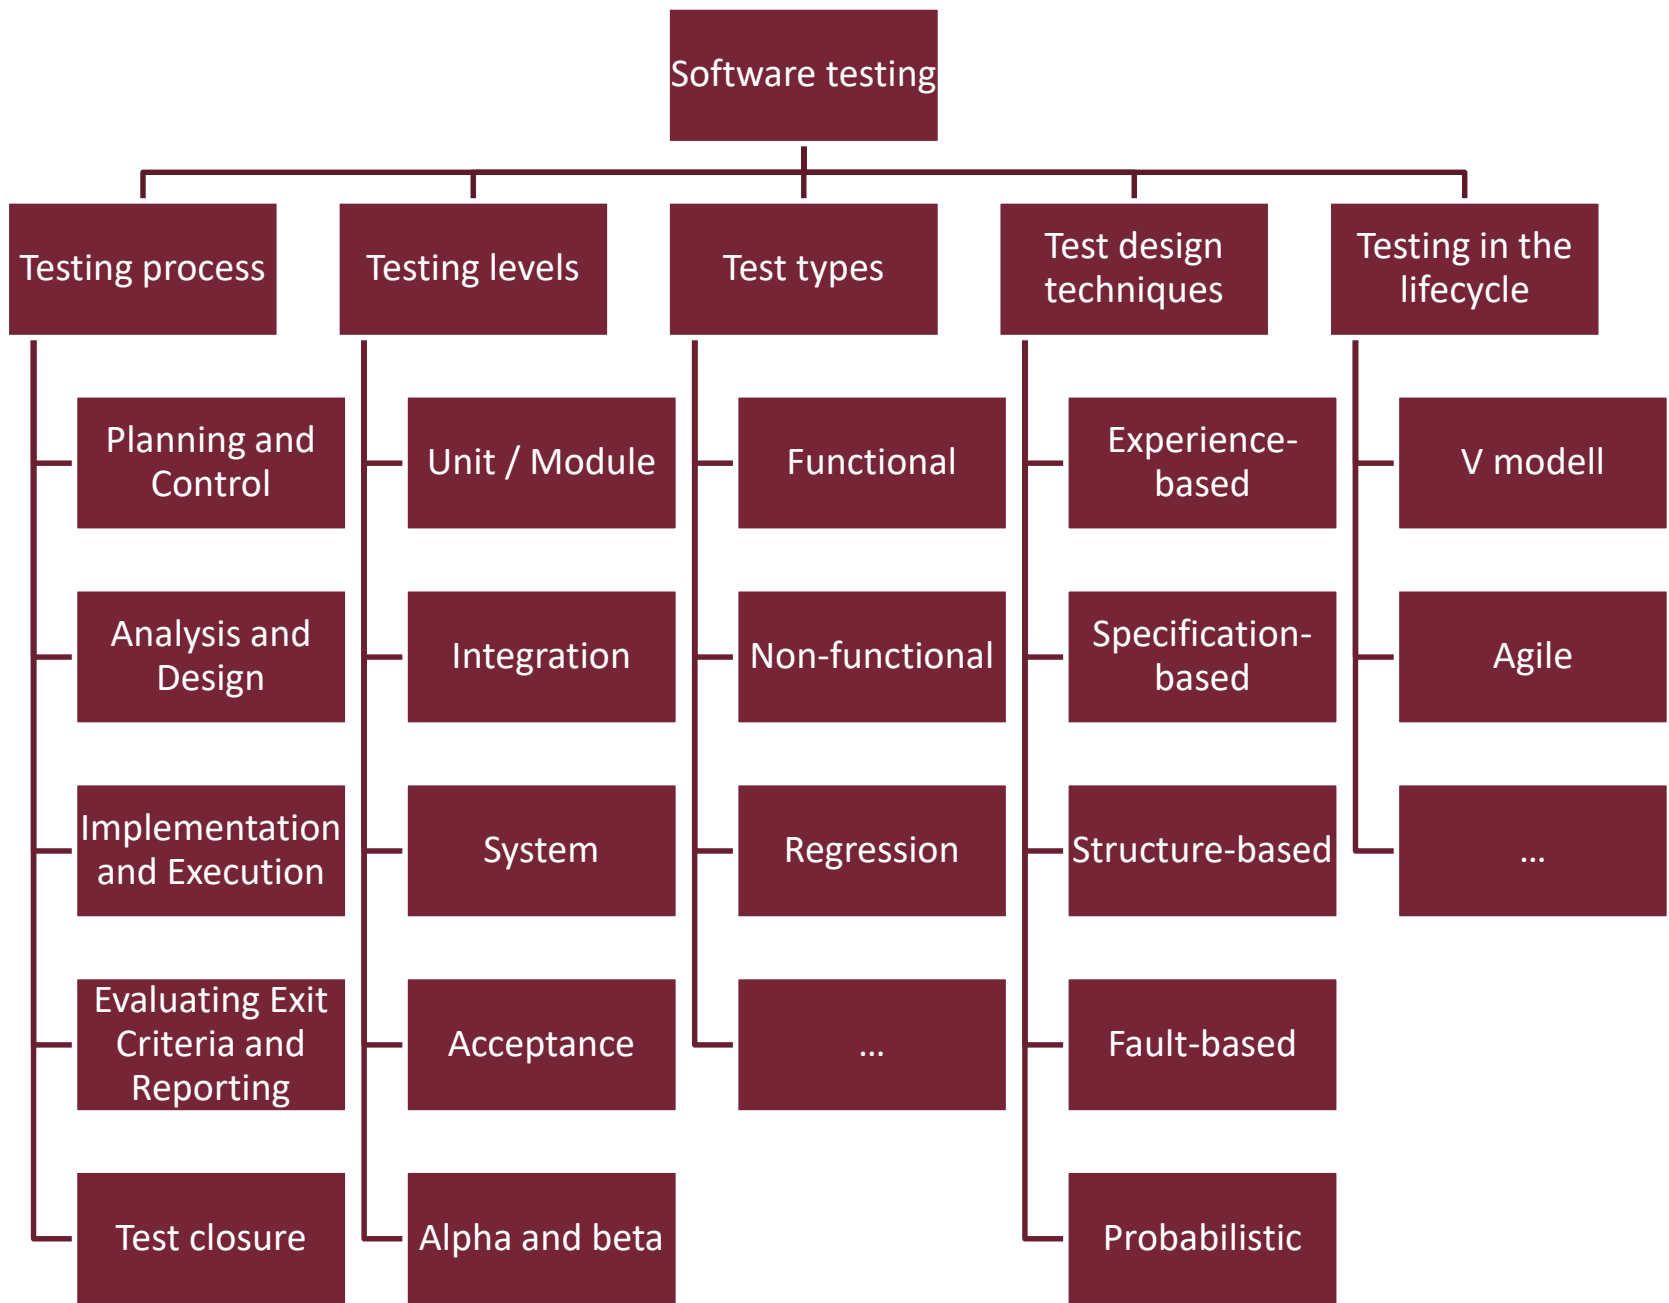 Software testing
Testing process
Testing levels
Test types
Test design
techniques
Testing in the
lifecycle
Planning and
Control
Analysis and
Design
Implementation
and Execution
Evaluating Exit
Criteria and
Reporting
Test closure
Unit / Module
Integration
System
Acceptance
Alpha and beta
Functional
Non-functional
Regression
...
Experience-
based
Specification-
based
Structure-based
Fault-based
Probabilistic
V modell
Agile
...